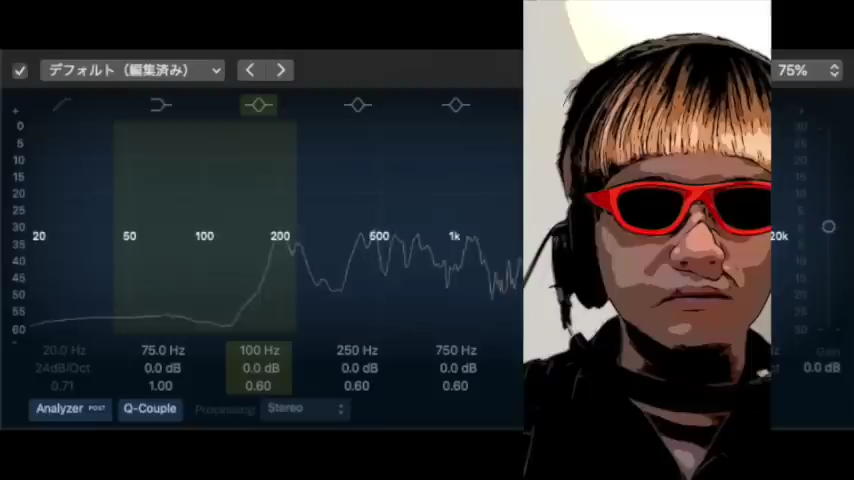 デフォルト（編集済み）
75%
+
0
5
10
15
20
25
30
35
40
45
50
55
60
-
20 50 100 200 500 1k 20k
20.0 Hz 75.0 Hz 100 Hz 250 Hz 750 Hz
24dB/Oct 0.0 dB 0.0 dB 0.0 dB 0.0 dB
0.71 1.00 0.60 0.60 0.60
Gain
0.0 dB
Analyzer POST Q-Couple Processing: Stereo